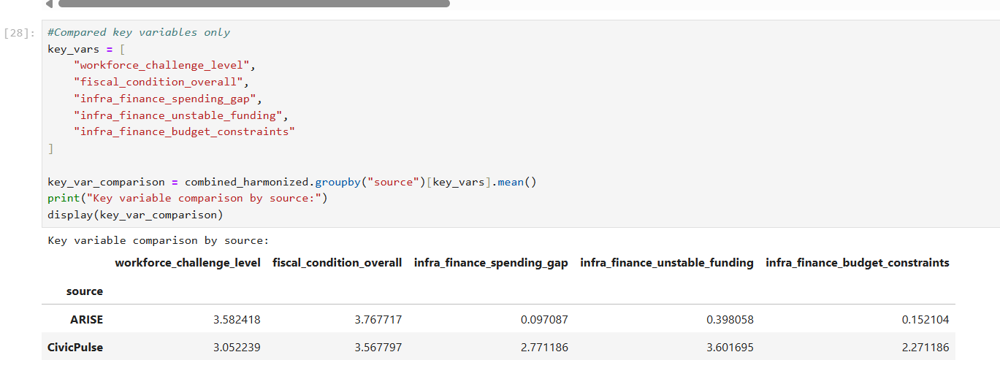 [28]: #Compared key variables only
key_vars = [
    "workforce_challenge_level",
    "fiscal_condition_overall",
    "infra_finance_spending_gap",
    "infra_finance_unstable_funding",
    "infra_finance_budget_constraints"
]
key_var_comparison = combined_harmonized.groupby("source")[key_vars].mean()
print("Key variable comparison by source:")
display(key_var_comparison)
Key variable comparison by source:
workforce_challenge_level fiscal_condition_overall infra_finance_spending_gap infra_finance_unstable_funding infra_finance_budget_constraints
source
ARISE 3.582418 3.767717 0.097087 0.398058 0.152104
CivicPulse 3.052239 3.567797 2.771186 3.601695 2.271186